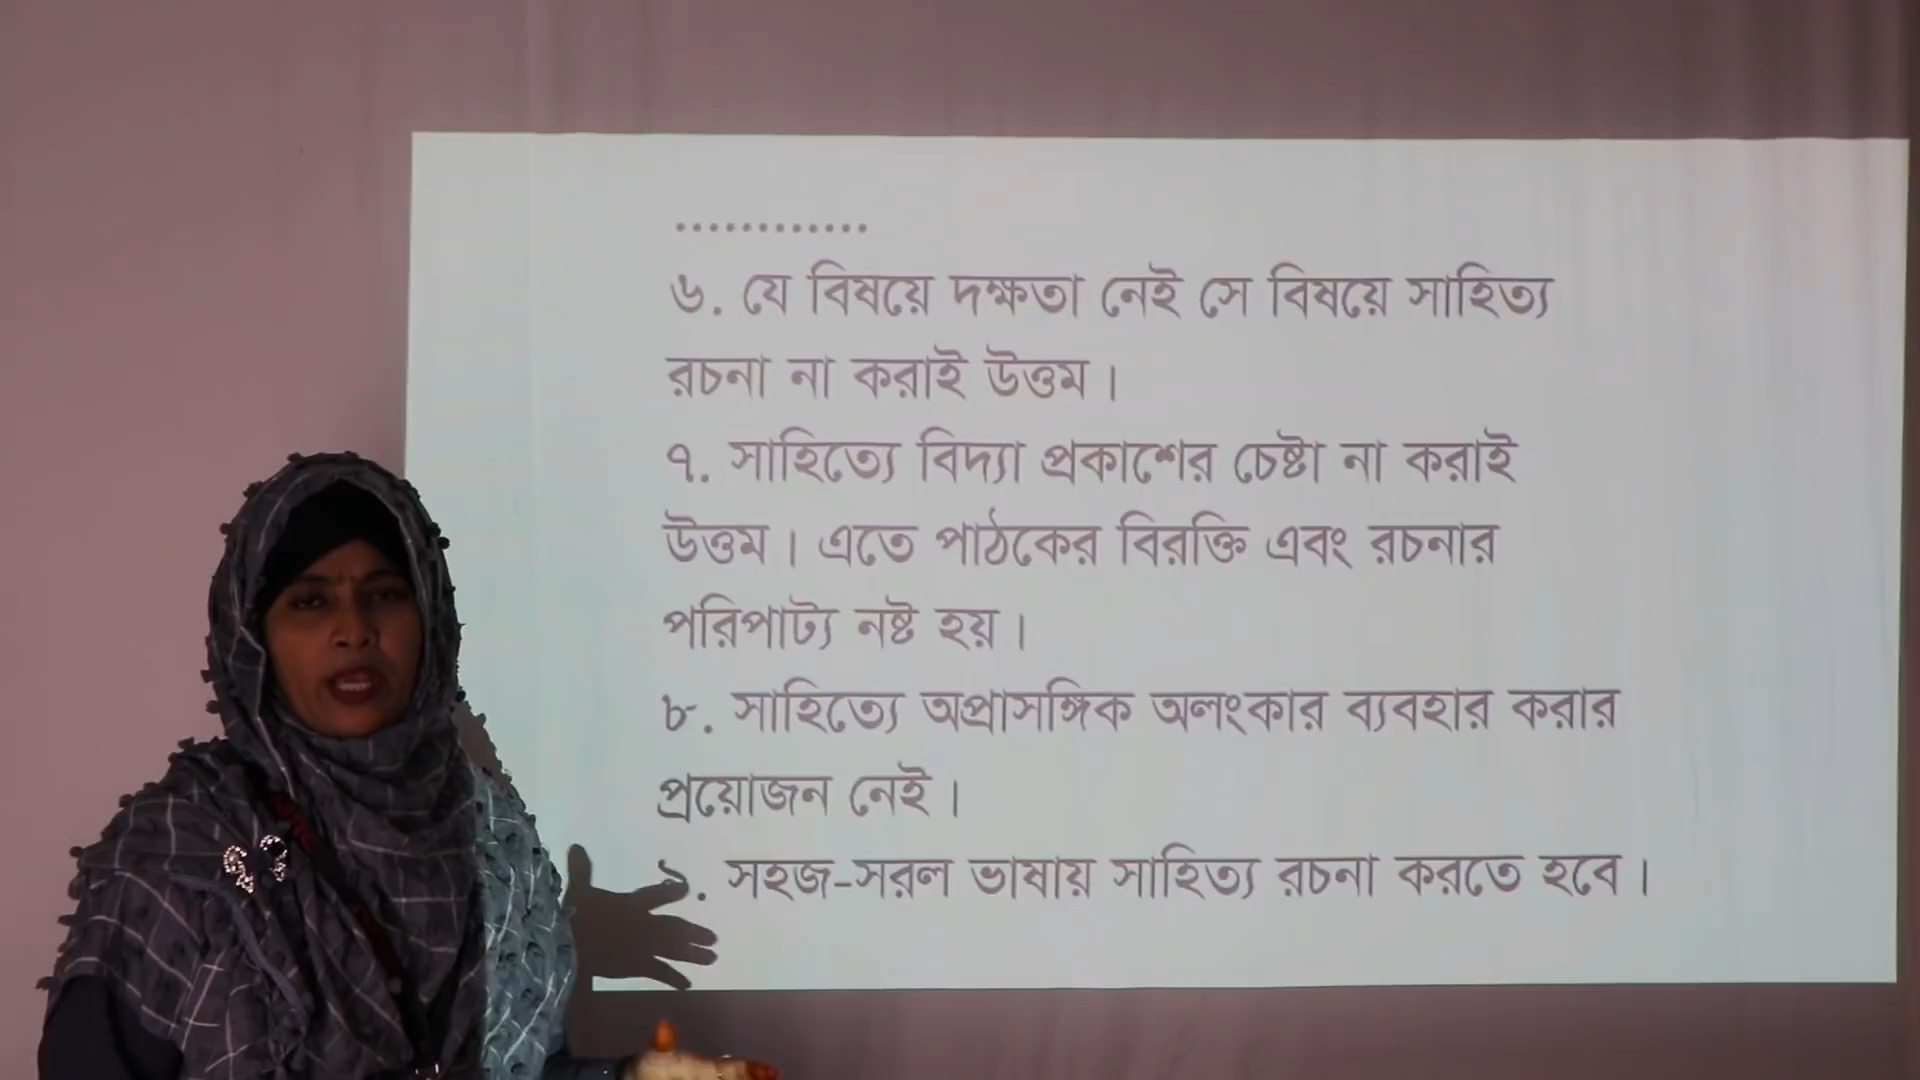 ............
৬. যে বিষয়ে দক্ষতা নেই সে বিষয়ে সাহিত্য
রচনা না করাই উত্তম।
৭. সাহিত্যে বিদ্যা প্রকাশের চেষ্টা না করাই
উত্তম। এতে পাঠকের বিরক্তি এবং রচনার
পরিপাট্য নষ্ট হয়।
৮. সাহিত্যে অপ্রাসঙ্গিক অলংকার ব্যবহার করার
প্রয়োজন নেই।
৯. সহজ-সরল ভাষায় সাহিত্য রচনা করতে হবে।